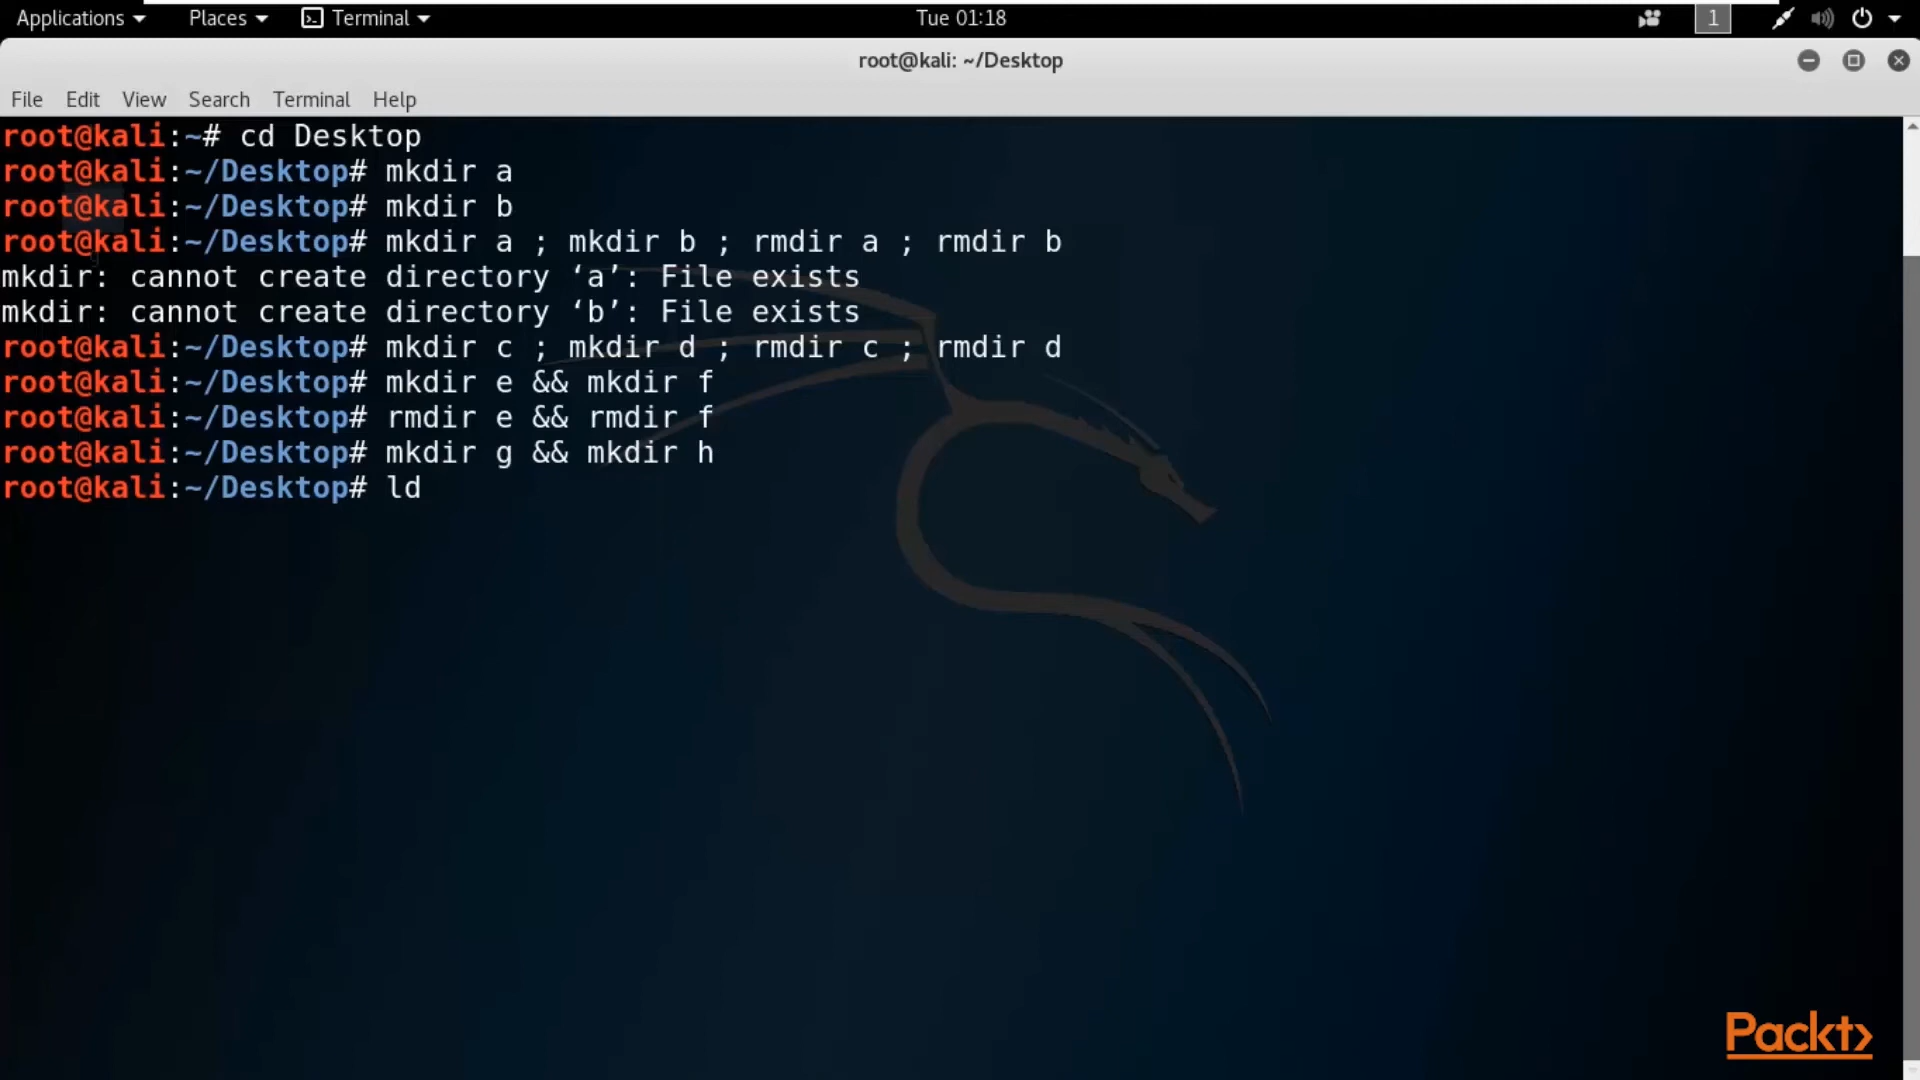 Applications Places Terminal Tue 01:18 1
root@kali: ~/Desktop
File Edit View Search Terminal Help
root@kali:~# cd Desktop
root@kali:~/Desktop# mkdir a
root@kali:~/Desktop# mkdir b
root@kali:~/Desktop# mkdir a ; mkdir b ; rmdir a ; rmdir b
mkdir: cannot create directory ‘a’: File exists
mkdir: cannot create directory ‘b’: File exists
root@kali:~/Desktop# mkdir c ; mkdir d ; rmdir c ; rmdir d
root@kali:~/Desktop# mkdir e && mkdir f
root@kali:~/Desktop# rmdir e && rmdir f
root@kali:~/Desktop# mkdir g && mkdir h
root@kali:~/Desktop# ld
Packt>